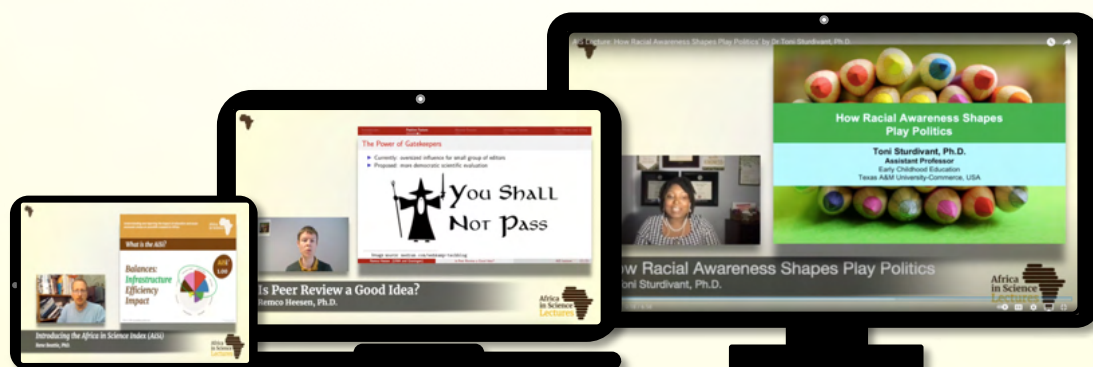 What is the AiSi?
Balances:
Infrastructure
Efficiency
Impact
Introducing the Africa in Science Index (AiSi)
Africa
in Science
Lectures
The Power of Gatekeepers
Currently: oversized influence for small group of editors
Proposed: more democratic scientific evaluation
You Shall
Not Pass
Is Peer Review a Good Idea?
Remco Heesen, Ph.D.
Africa
in Science
Lectures
AiS Lecture: 'How Racial Awareness Shapes Play Politics' by Dr Toni Sturdivant, Ph.D.
How Racial Awareness Shapes
Play Politics
Toni Sturdivant, Ph.D.
Assistant Professor
Early Childhood Education
Texas A&M University-Commerce, USA
ow Racial Awareness Shapes Play Politics
Toni Sturdivant, Ph.D.
Africa
in Science
Lectures